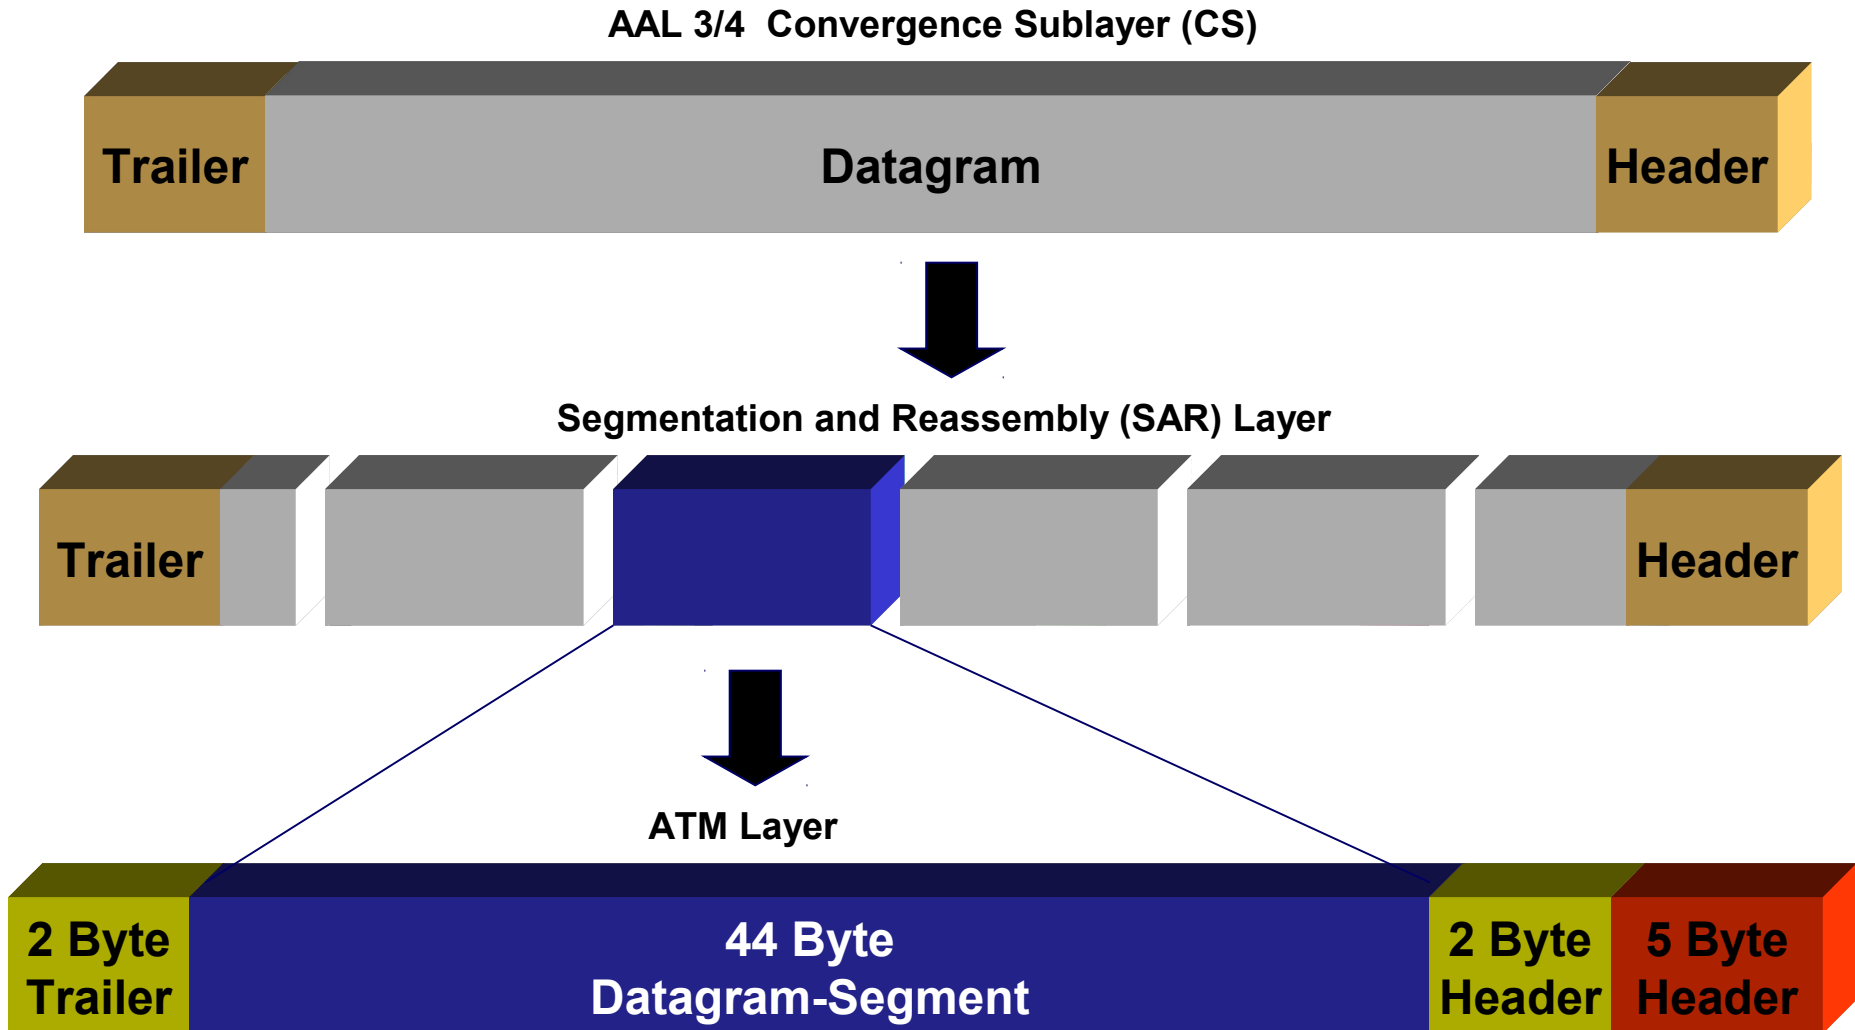 AAL 3/4 Convergence Sublayer (CS)
Trailer
Datagram
Header
Segmentation and Reassembly (SAR) Layer
Trailer
Header
ATM Layer
2 Byte
Trailer
44 Byte
Datagram-Segment
2 Byte
Header
5 Byte
Header